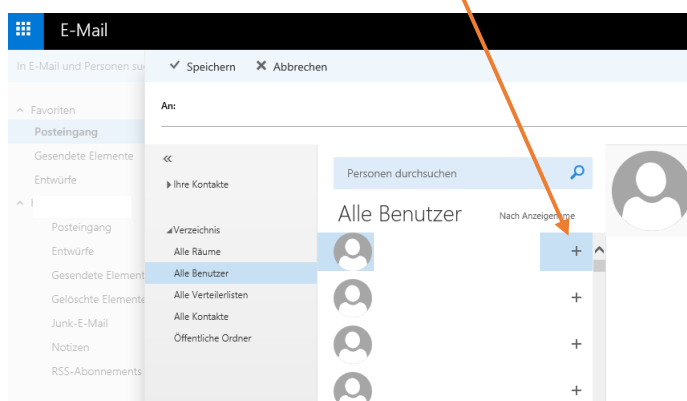 E-Mail
In E-Mail und Personen su
Speichern Abbrechen
An:
Favoriten
Posteingang
Gesendete Elemente
Entwürfe
Posteingang
Entwürfe
Gesendete Element
Gelöschte Elemente
Junk-E-Mail
Notizen
RSS-Abonnements
Ihre Kontakte
Verzeichnis
Alle Räume
Alle Benutzer
Alle Verteilerlisten
Alle Kontakte
Öffentliche Ordner
Personen durchsuchen
Alle Benutzer
Nach Anzeigename